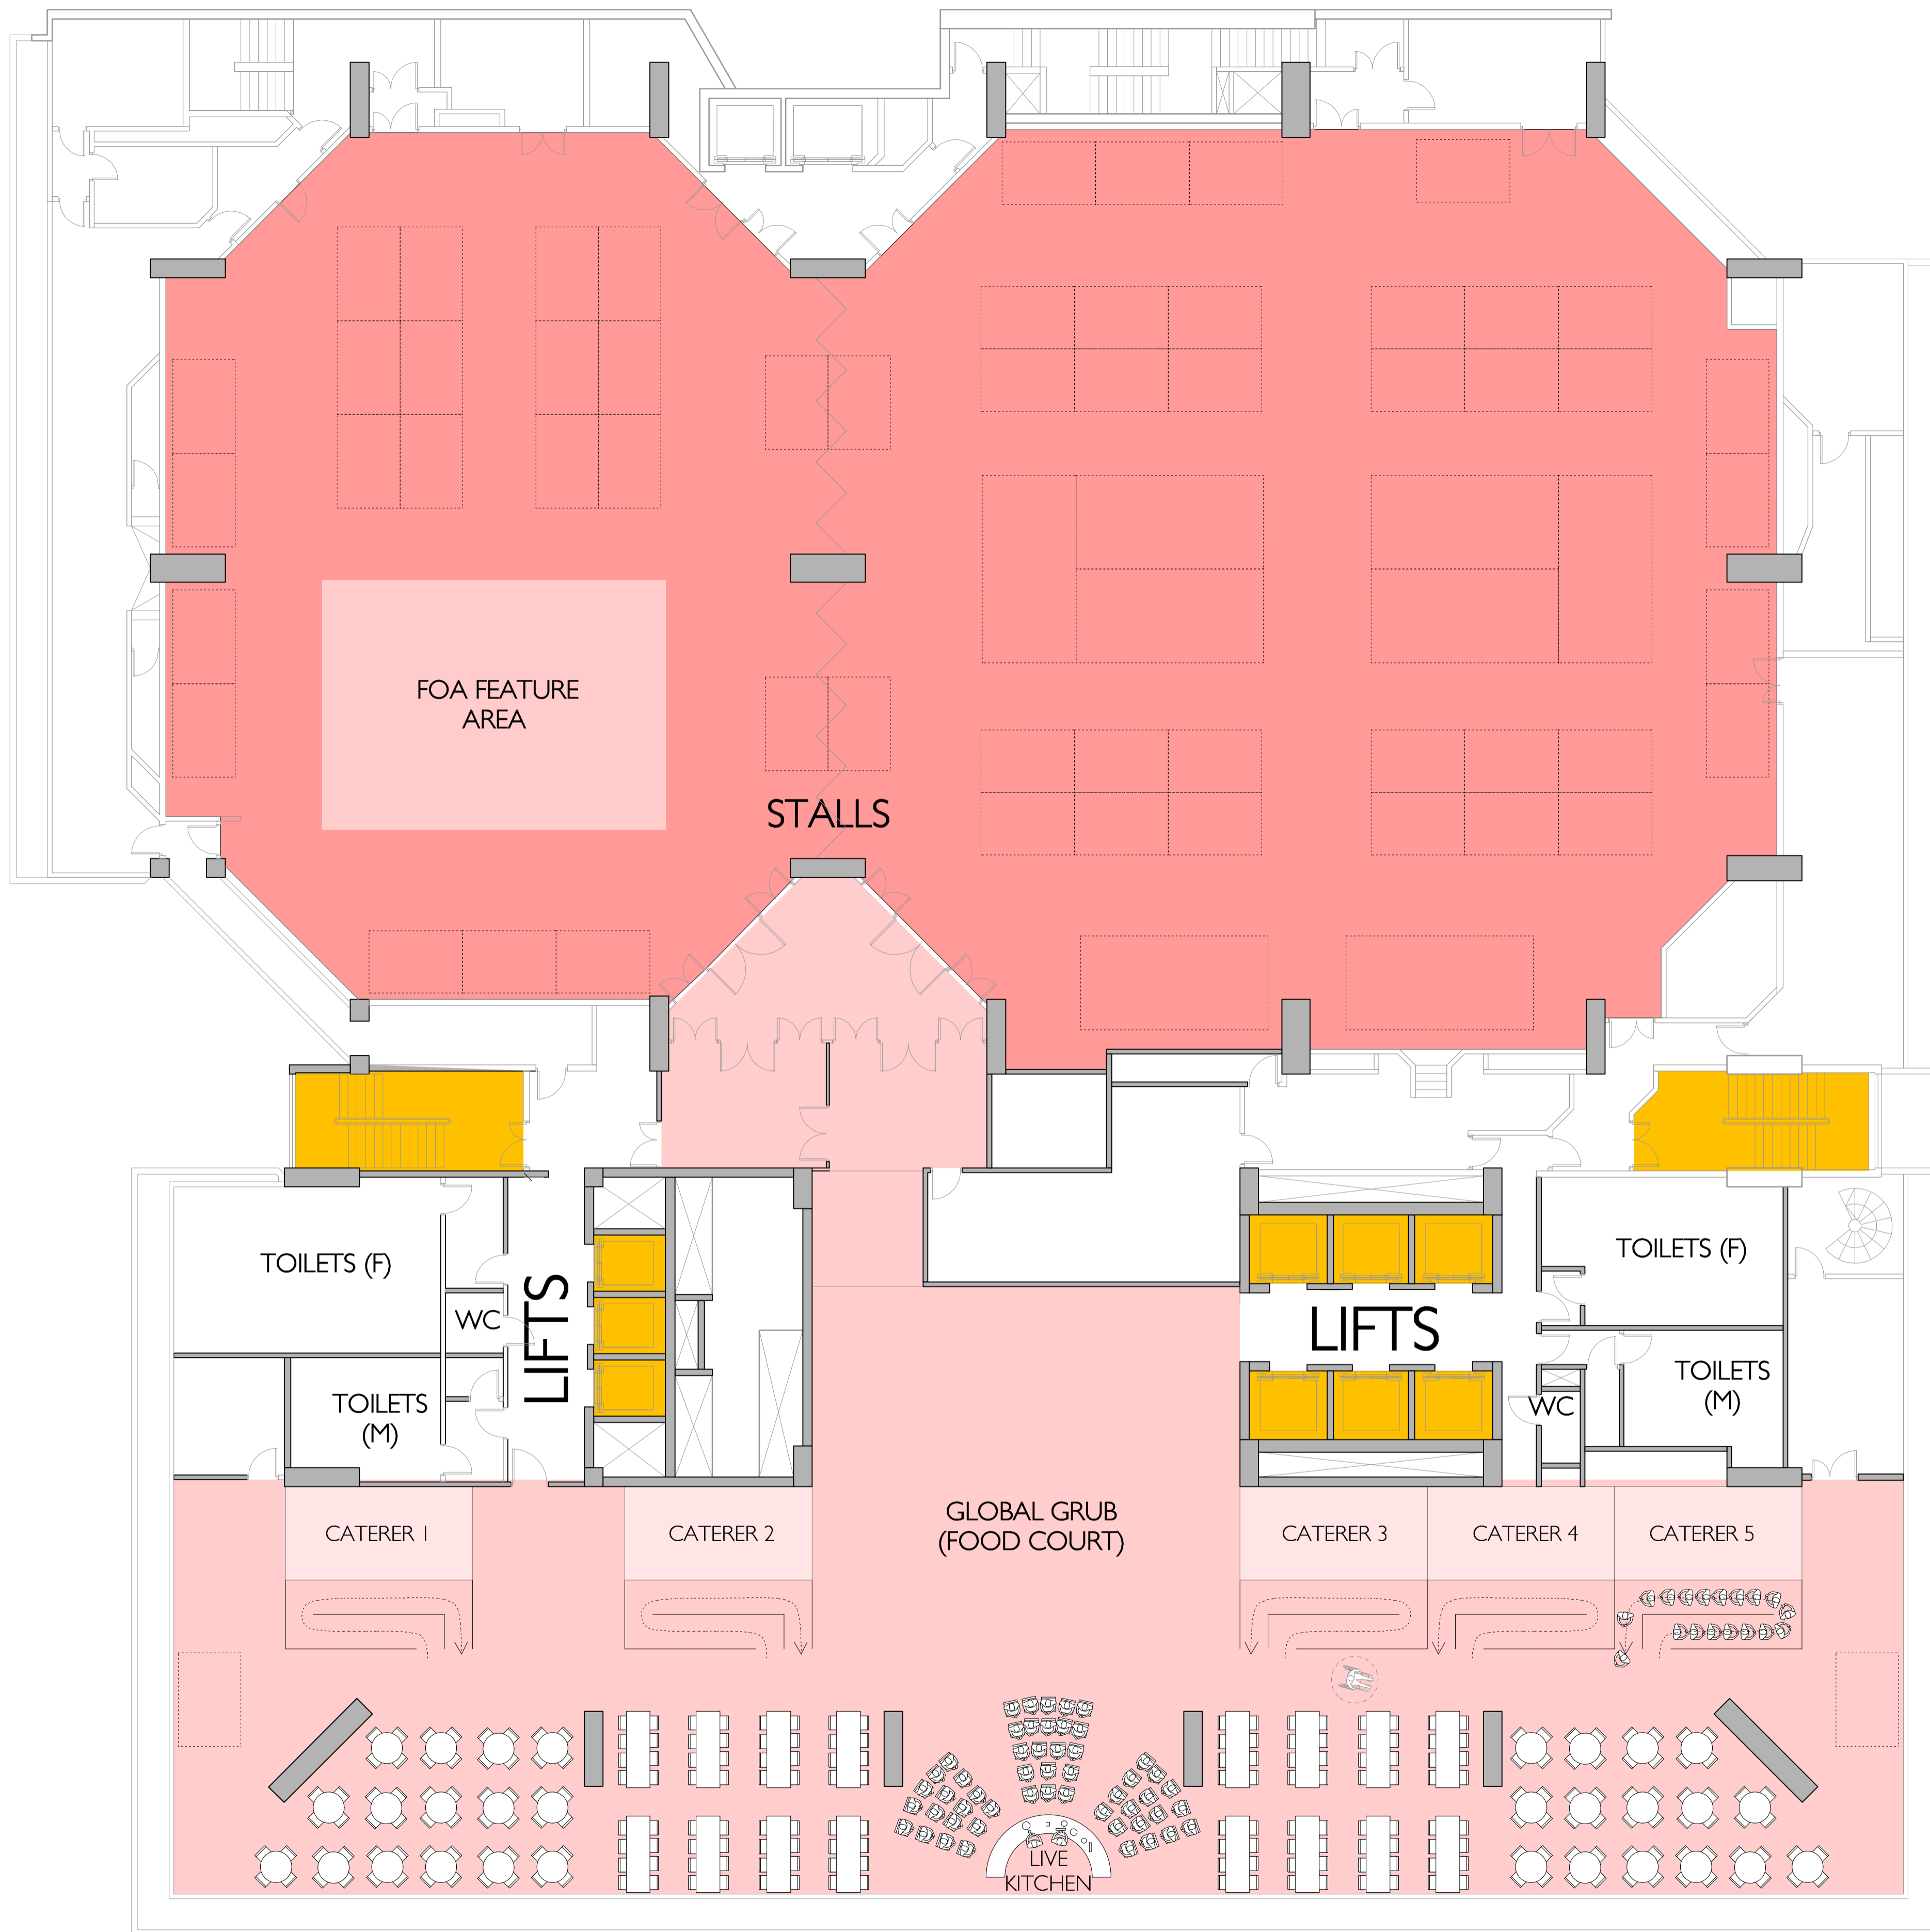 FOA FEATURE
AREA
STALLS
TOILETS (F)
WC
LIFTS
TOILETS
(M)
LIFTS
TOILETS (F)
TOILETS
(M)
WC
CATERER 1
CATERER 2
GLOBAL GRUB
(FOOD COURT)
CATERER 3
CATERER 4
CATERER 5
LIVE
KITCHEN